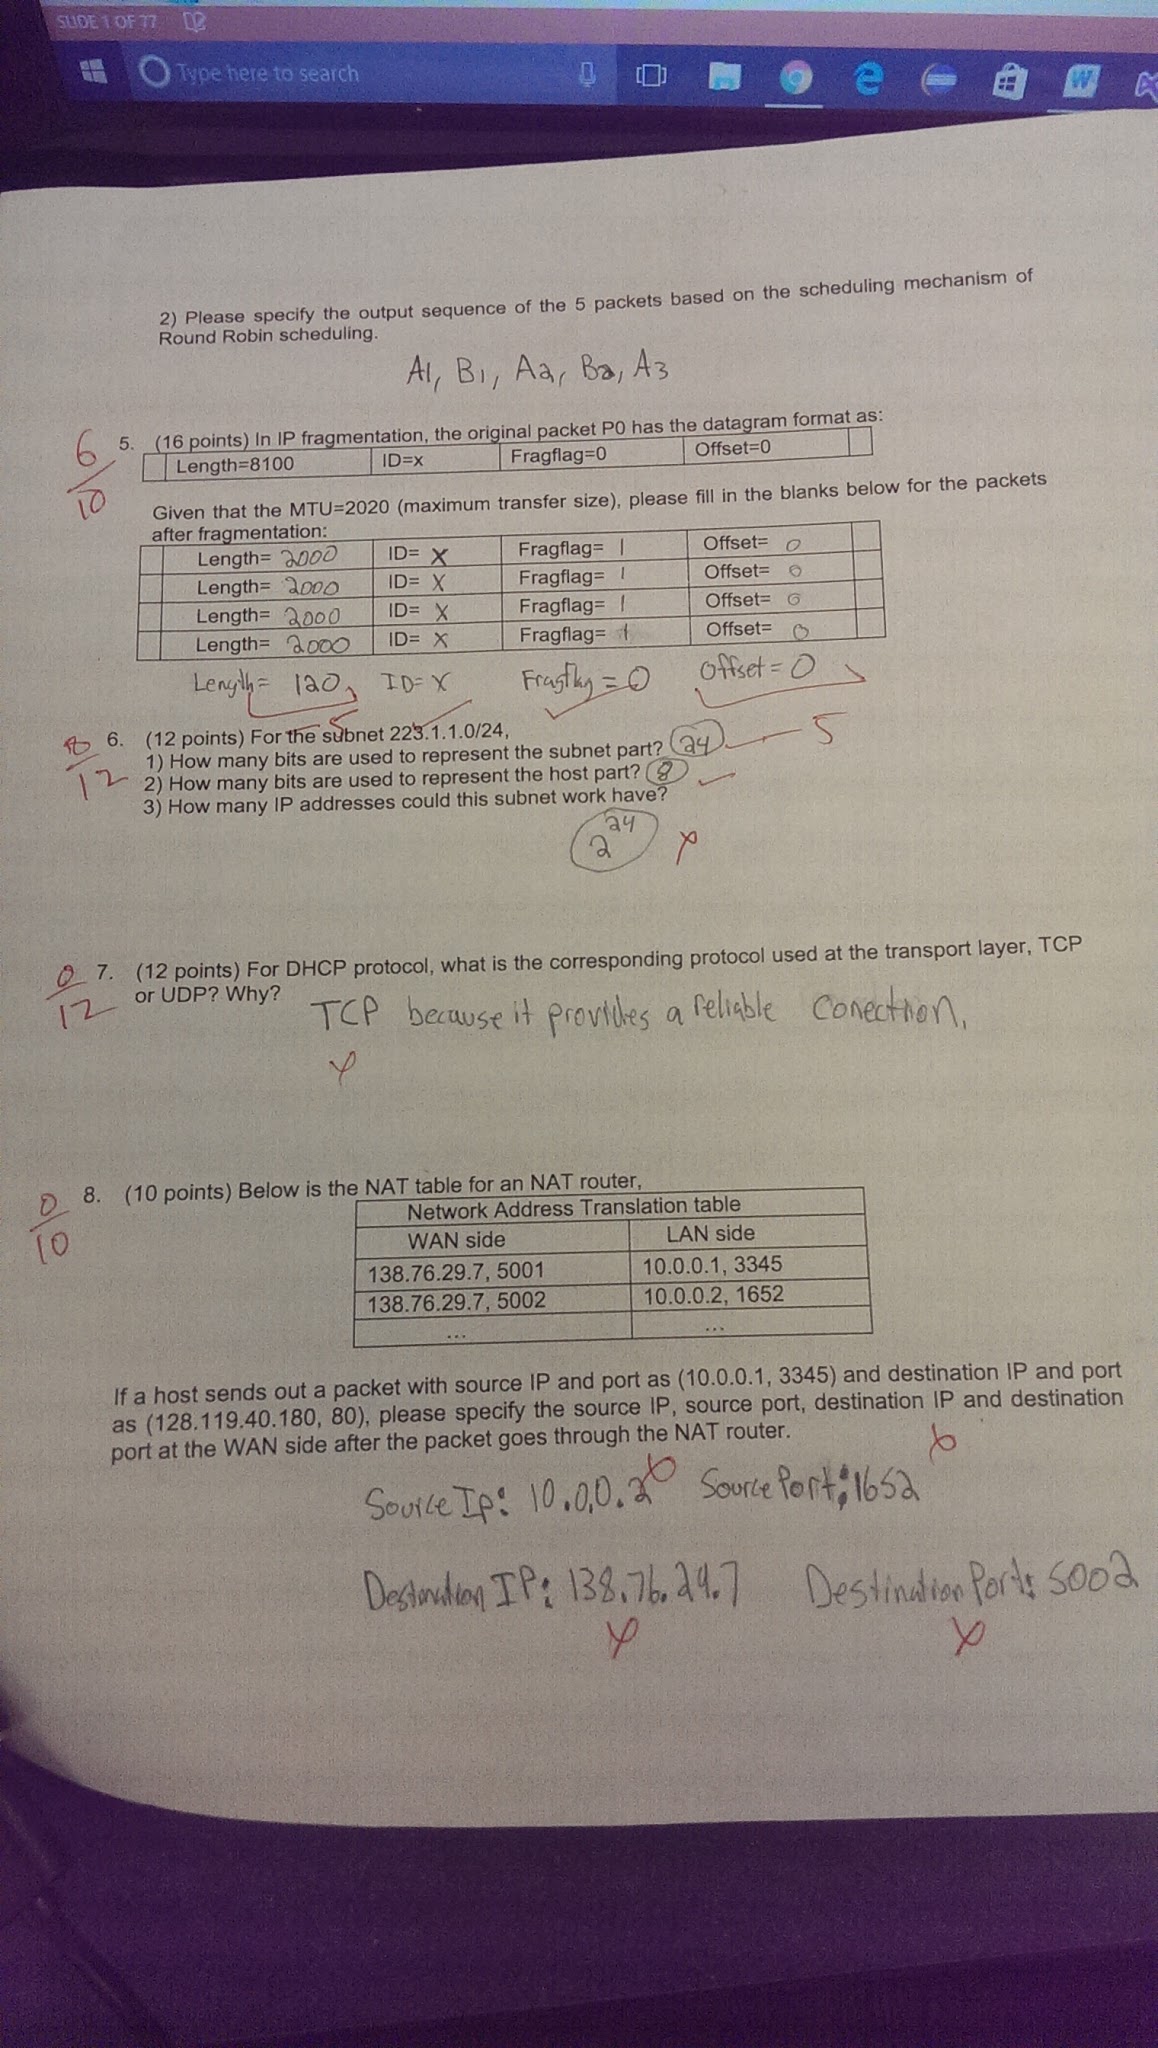 SLIDE 1 OF 77
Type here to search
2) Please specify the output sequence of the 5 packets based on the scheduling mechanism of
Round Robin scheduling.
A1, B1, A2, B2, A3
6/10
5. (16 points) In IP fragmentation, the original packet P0 has the datagram format as:
Length=8100 ID=x Fragflag=0 Offset=0
Given that the MTU=2020 (maximum transfer size), please fill in the blanks below for the packets
after fragmentation:
Length= 2000 ID= X Fragflag= 1 Offset= 0
Length= 2000 ID= X Fragflag= 1 Offset= 0
Length= 2000 ID= X Fragflag= 1 Offset= 0
Length= 2000 ID= X Fragflag= 1 Offset= 0
Length= 120, ID= X Fragflag = 0 Offset = 0
-5
8/12
6. (12 points) For the subnet 223.1.1.0/24,
1) How many bits are used to represent the subnet part? 24 5
2) How many bits are used to represent the host part? 8
3) How many IP addresses could this subnet work have?
2^24 x
0/12
7. (12 points) For DHCP protocol, what is the corresponding protocol used at the transport layer, TCP
or UDP? Why?
TCP because it provides a reliable conection.
x
0/10
8. (10 points) Below is the NAT table for an NAT router,
Network Address Translation table
WAN side LAN side
138.76.29.7, 5001 10.0.0.1, 3345
138.76.29.7, 5002 10.0.0.2, 1652
... ...
If a host sends out a packet with source IP and port as (10.0.0.1, 3345) and destination IP and port
as (128.119.40.180, 80), please specify the source IP, source port, destination IP and destination
port at the WAN side after the packet goes through the NAT router.
Source Ip: 10.0.0.2 Source Port: 1652
Destination IP: 138.76.29.7 Destination Port: 5002
x x